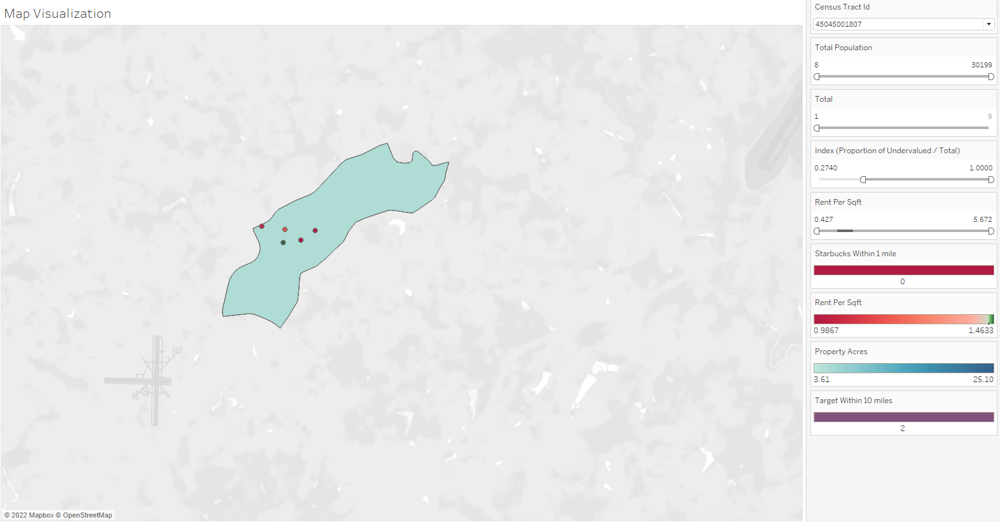 Map Visualization
© 2022 Mapbox © OpenStreetMap
Census Tract Id
45045001807
Total Population
8 30199
Total
1 9
Index (Proportion of Undervalued / Total)
0.2740 1.0000
Rent Per Sqft
0.427 5.672
Starbucks Within 1 mile
0
Rent Per Sqft
0.9867 1.4633
Property Acres
3.61 25.10
Target Within 10 miles
2